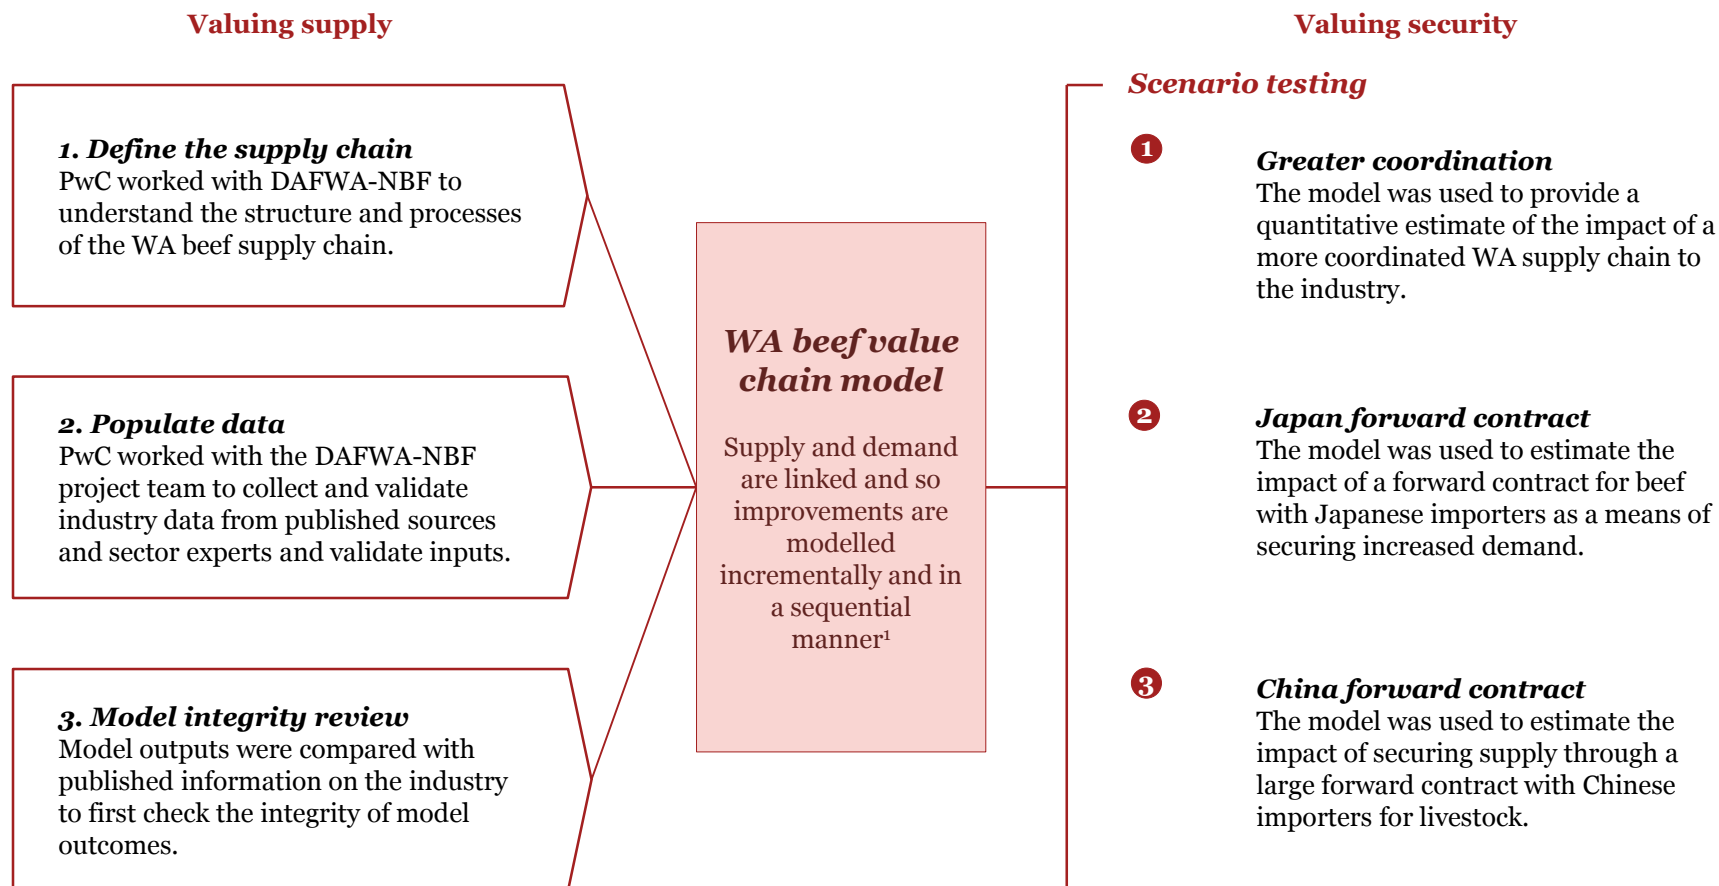 Valuing supply
1. Define the supply chain
PwC worked with DAFWA-NBF to
understand the structure and processes
of the WA beef supply chain.
2. Populate data
PwC worked with the DAFWA-NBF
project team to collect and validate
industry data from published sources
and sector experts and validate inputs.
3. Model integrity review
Model outputs were compared with
published information on the industry
to first check the integrity of model
outcomes.
WA beef value
chain model
Supply and demand
are linked and so
improvements are
modelled
incrementally and in
a sequential
manner¹
Valuing security
Scenario testing
1
Greater coordination
The model was used to provide a
quantitative estimate of the impact of a
more coordinated WA supply chain to
the industry.
2
Japan forward contract
The model was used to estimate the
impact of a forward contract for beef
with Japanese importers as a means of
securing increased demand.
3
China forward contract
The model was used to estimate the
impact of securing supply through a
large forward contract with Chinese
importers for livestock.